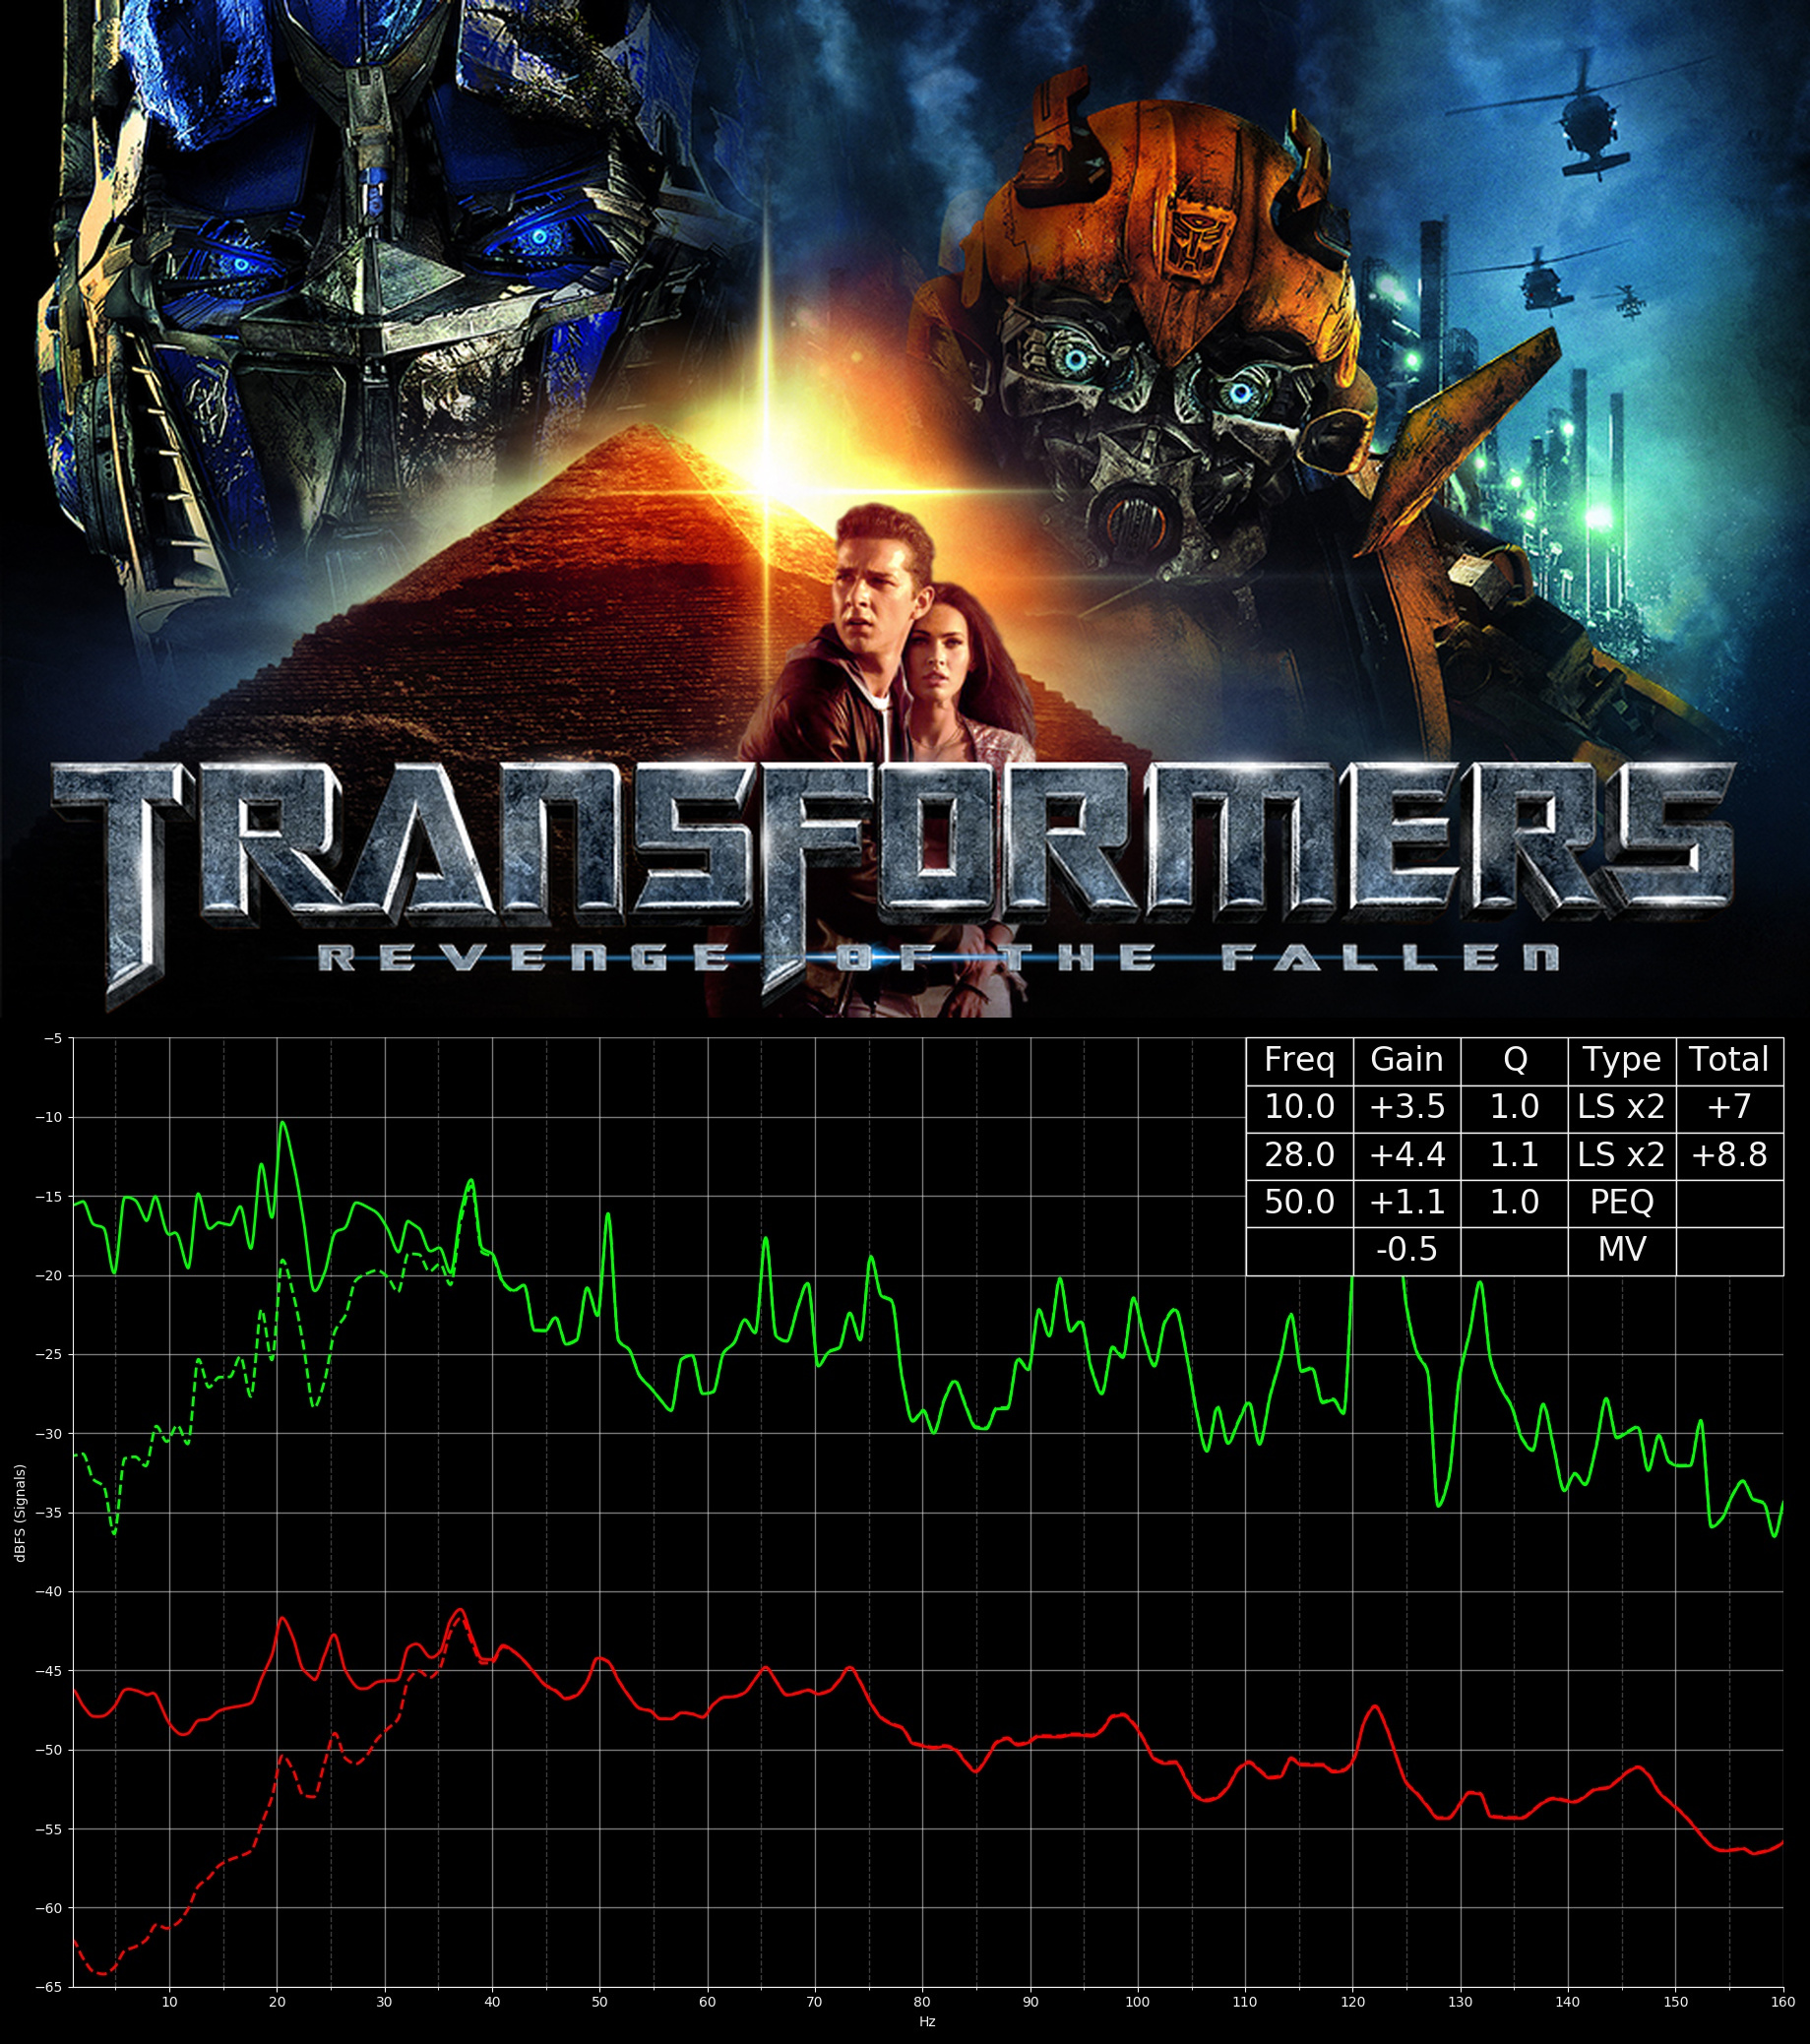 TRANSFORMERS
REVENGE OF THE FALLEN
Freq Gain Q Type Total
10.0 +3.5 1.0 LS x2 +7
28.0 +4.4 1.1 LS x2 +8.8
50.0 +1.1 1.0 PEQ
-0.5 MV
−5
−10
−15
−20
−25
−30
−35
−40
−45
−50
−55
−60
−65
dBFS (Signals)
10 20 30 40 50 60 70 80 90 100 110 120 130 140 150 160
Hz